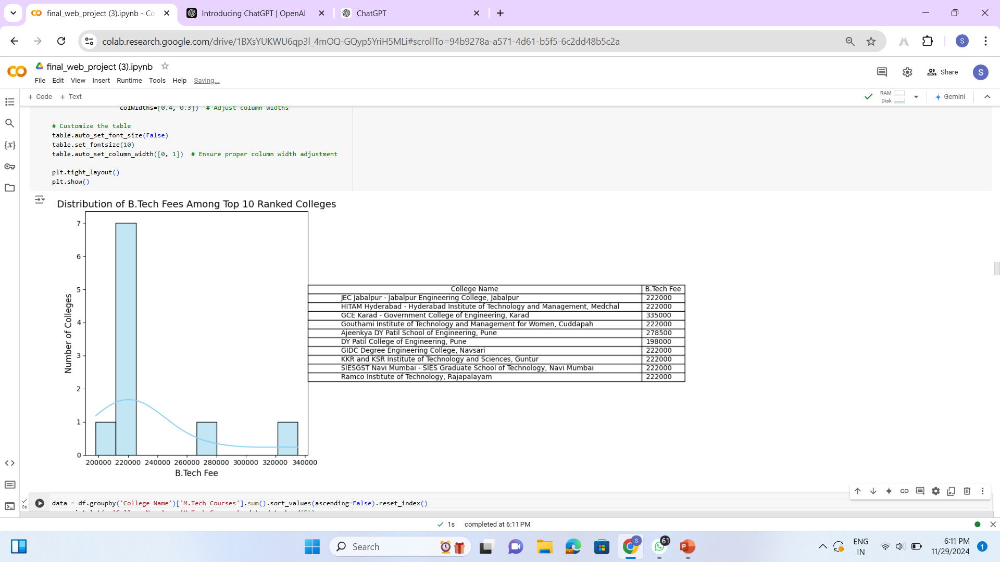 final_web_project (3).ipynb - Co
Introducing ChatGPT | OpenAI
ChatGPT
colab.research.google.com/drive/1BXsYUKWU6qp3l_4mOQ-GQyp5YriH5MLi#scrollTo=94b9278a-a571-4d61-b5f5-6c2dd48b5c2a
S
final_web_project (3).ipynb
File Edit View Insert Runtime Tools Help Saving...
Share
S
+ Code + Text
RAM
Disk
Gemini
colWidths=[0.4, 0.3]) # Adjust column widths
# Customize the table
table.auto_set_font_size(False)
table.set_fontsize(10)
table.auto_set_column_width([0, 1]) # Ensure proper column width adjustment
plt.tight_layout()
plt.show()
Distribution of B.Tech Fees Among Top 10 Ranked Colleges
7
6
5
4
3
2
1
0
Number of Colleges
200000 220000 240000 260000 280000 300000 320000 340000
B.Tech Fee
College Name B.Tech Fee
JEC Jabalpur - Jabalpur Engineering College, Jabalpur 222000
HITAM Hyderabad - Hyderabad Institute of Technology and Management, Medchal 222000
GCE Karad - Government College of Engineering, Karad 335000
Gouthami Institute of Technology and Management for Women, Cuddapah 222000
Ajeenkya DY Patil School of Engineering, Pune 278500
DY Patil College of Engineering, Pune 198000
GIDC Degree Engineering College, Navsari 222000
KKR and KSR Institute of Technology and Sciences, Guntur 222000
SIESGST Navi Mumbai - SIES Graduate School of Technology, Navi Mumbai 222000
Ramco Institute of Technology, Rajapalayam 222000
0s
data = df.groupby('College Name')['M.Tech Courses'].sum().sort_values(ascending=False).reset_index()
1s completed at 6:11 PM
Search
S
61
ENG
IN
6:11 PM
11/29/2024
1